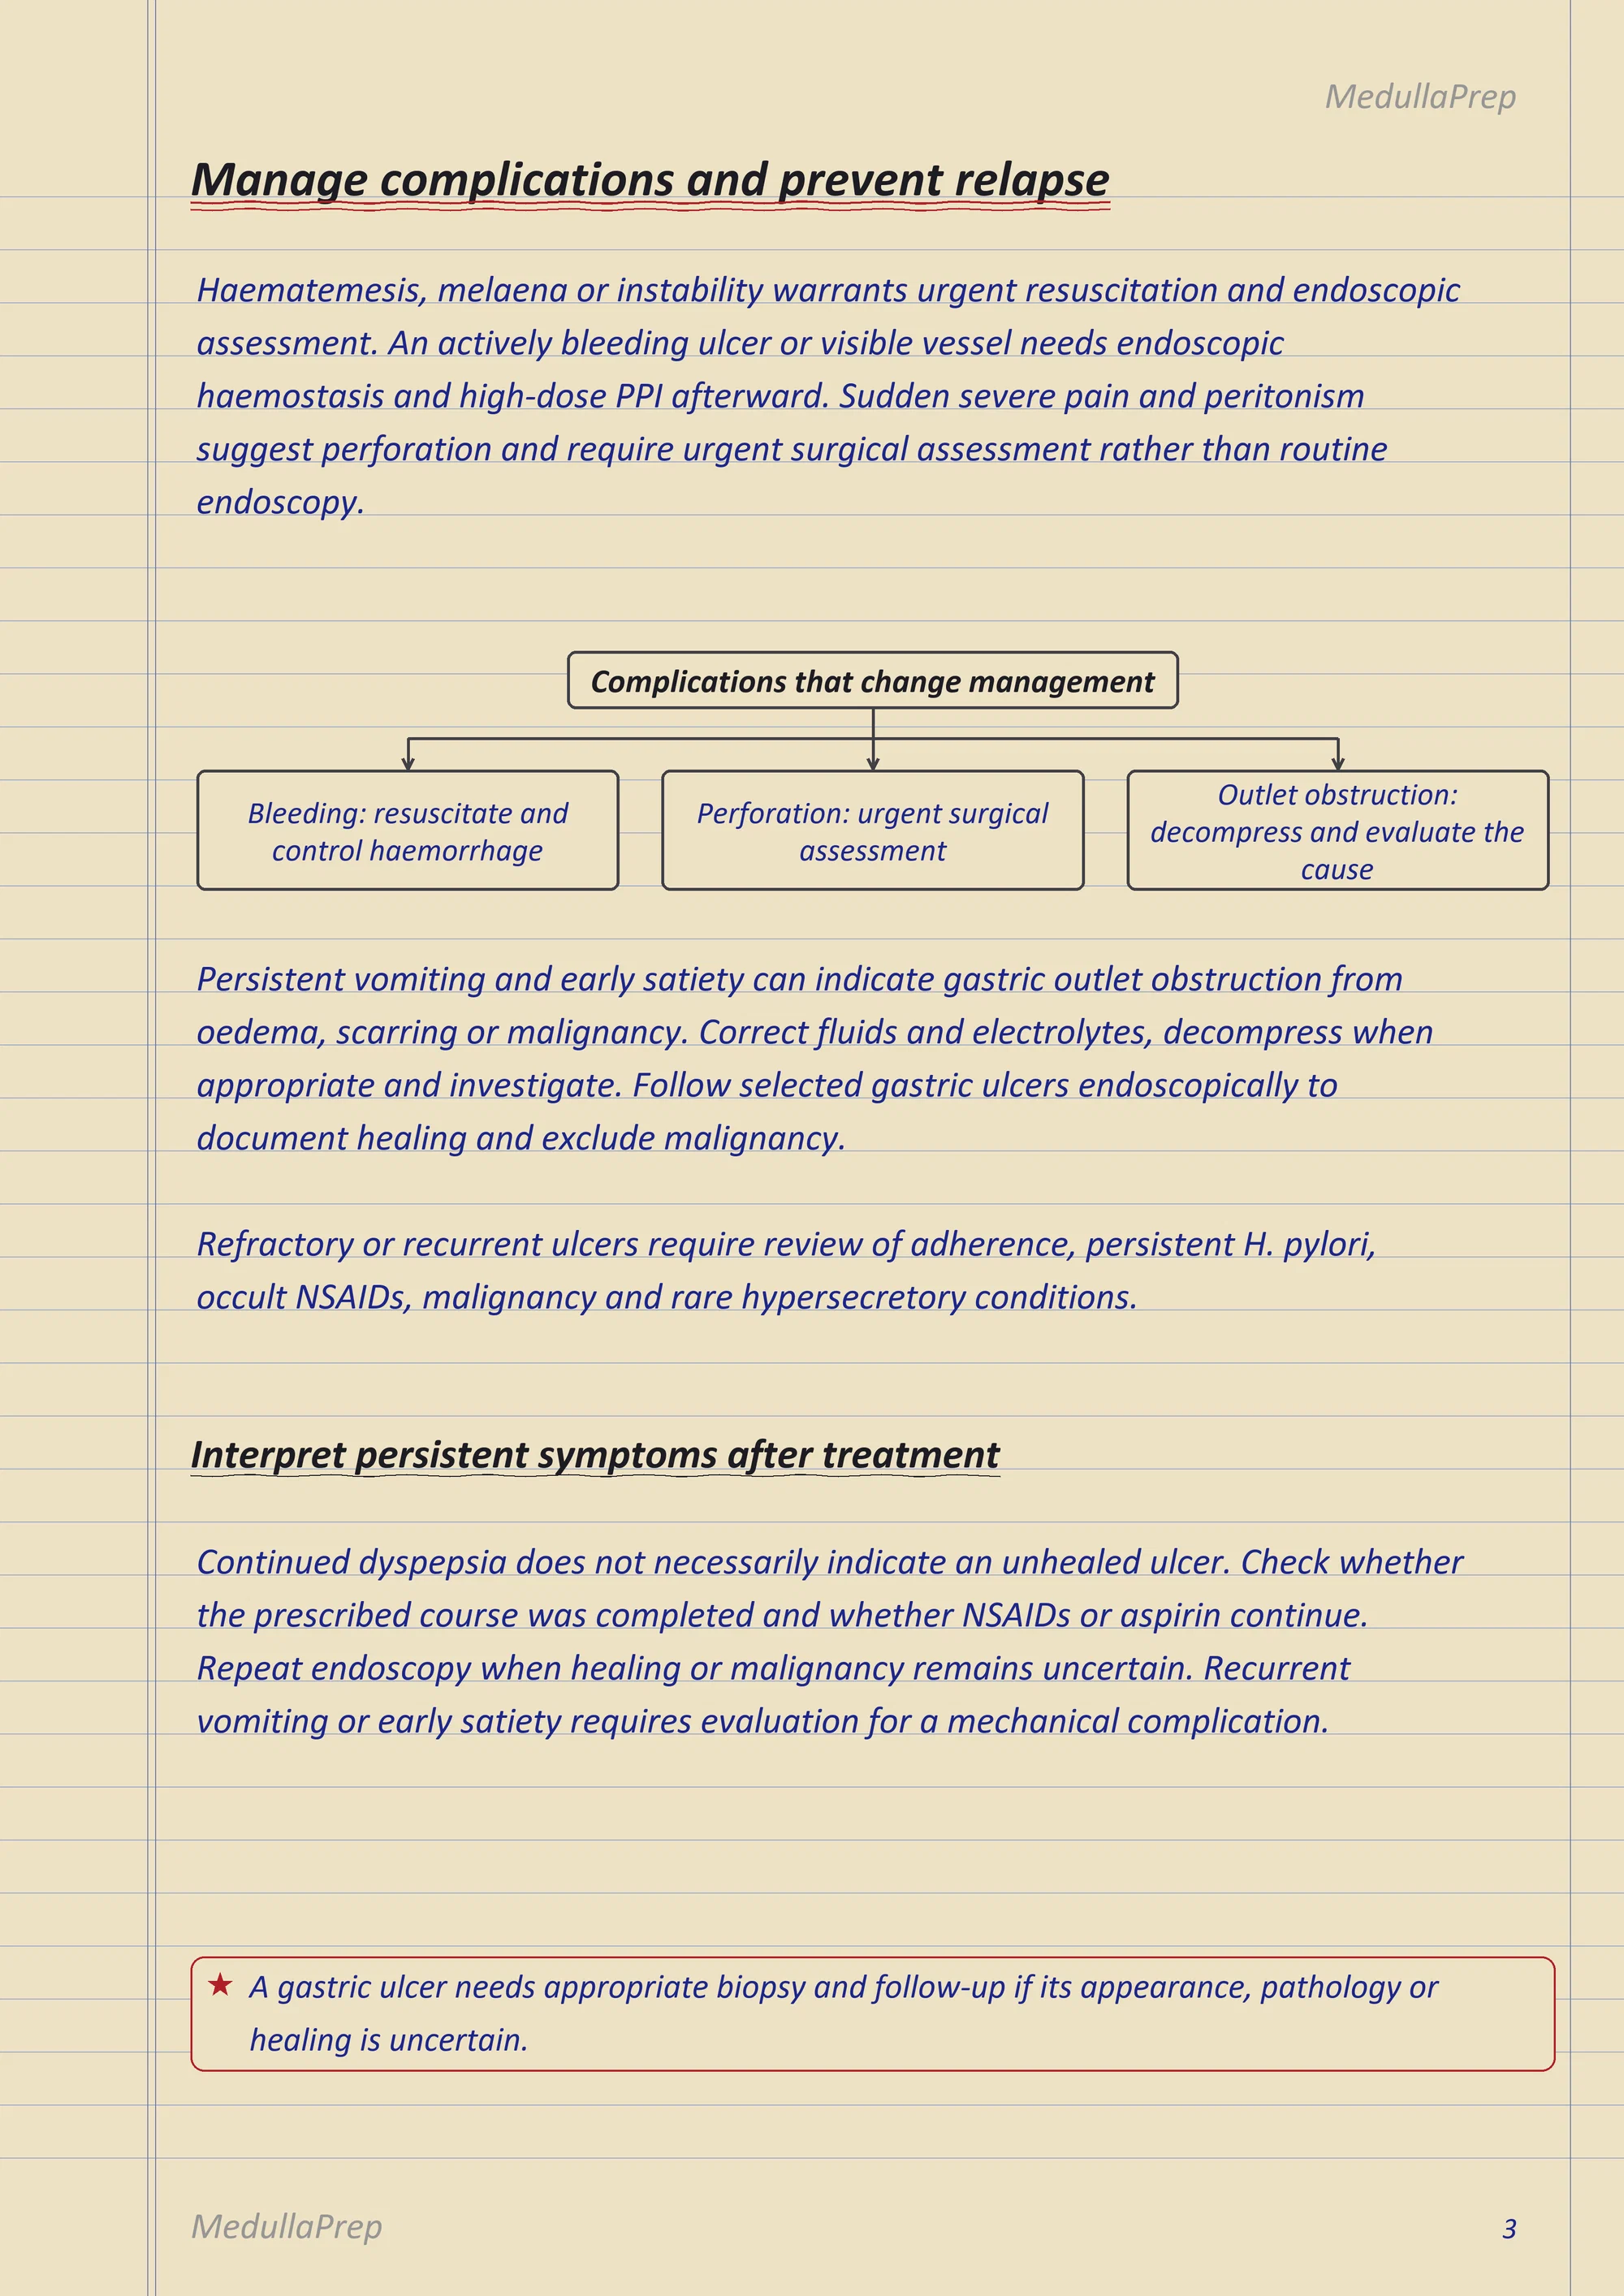 MedullaPrep
Manage complications and prevent relapse
Haematemesis, melaena or instability warrants urgent resuscitation and endoscopic
assessment. An actively bleeding ulcer or visible vessel needs endoscopic
haemostasis and high-dose PPI afterward. Sudden severe pain and peritonism
suggest perforation and require urgent surgical assessment rather than routine
endoscopy.
Complications that change management
Bleeding: resuscitate and
control haemorrhage
Perforation: urgent surgical
assessment
Outlet obstruction:
decompress and evaluate the
cause
Persistent vomiting and early satiety can indicate gastric outlet obstruction from
oedema, scarring or malignancy. Correct fluids and electrolytes, decompress when
appropriate and investigate. Follow selected gastric ulcers endoscopically to
document healing and exclude malignancy.
Refractory or recurrent ulcers require review of adherence, persistent H. pylori,
occult NSAIDs, malignancy and rare hypersecretory conditions.
Interpret persistent symptoms after treatment
Continued dyspepsia does not necessarily indicate an unhealed ulcer. Check whether
the prescribed course was completed and whether NSAIDs or aspirin continue.
Repeat endoscopy when healing or malignancy remains uncertain. Recurrent
vomiting or early satiety requires evaluation for a mechanical complication.
★ A gastric ulcer needs appropriate biopsy and follow-up if its appearance, pathology or
healing is uncertain.
MedullaPrep
3